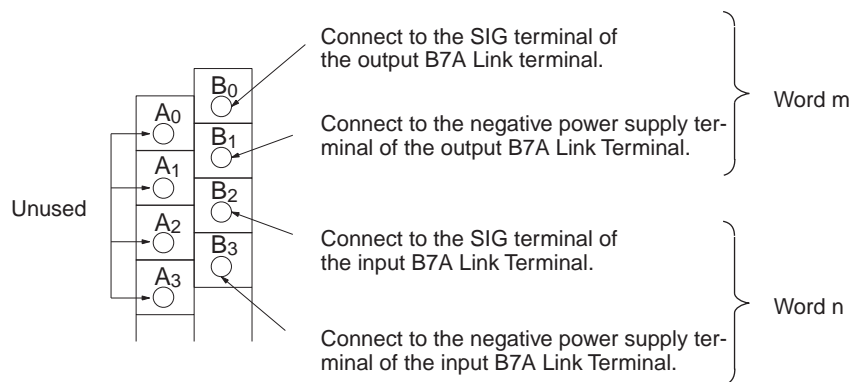 Connect to the SIG terminal of
the output B7A Link terminal.
Word m
Connect to the negative power supply ter-
minal of the output B7A Link Terminal.
B0
A0
B1
A1
B2
A2
B3
A3
Unused
Connect to the SIG terminal of
the input B7A Link Terminal.
Word n
Connect to the negative power supply ter-
minal of the input B7A Link Terminal.